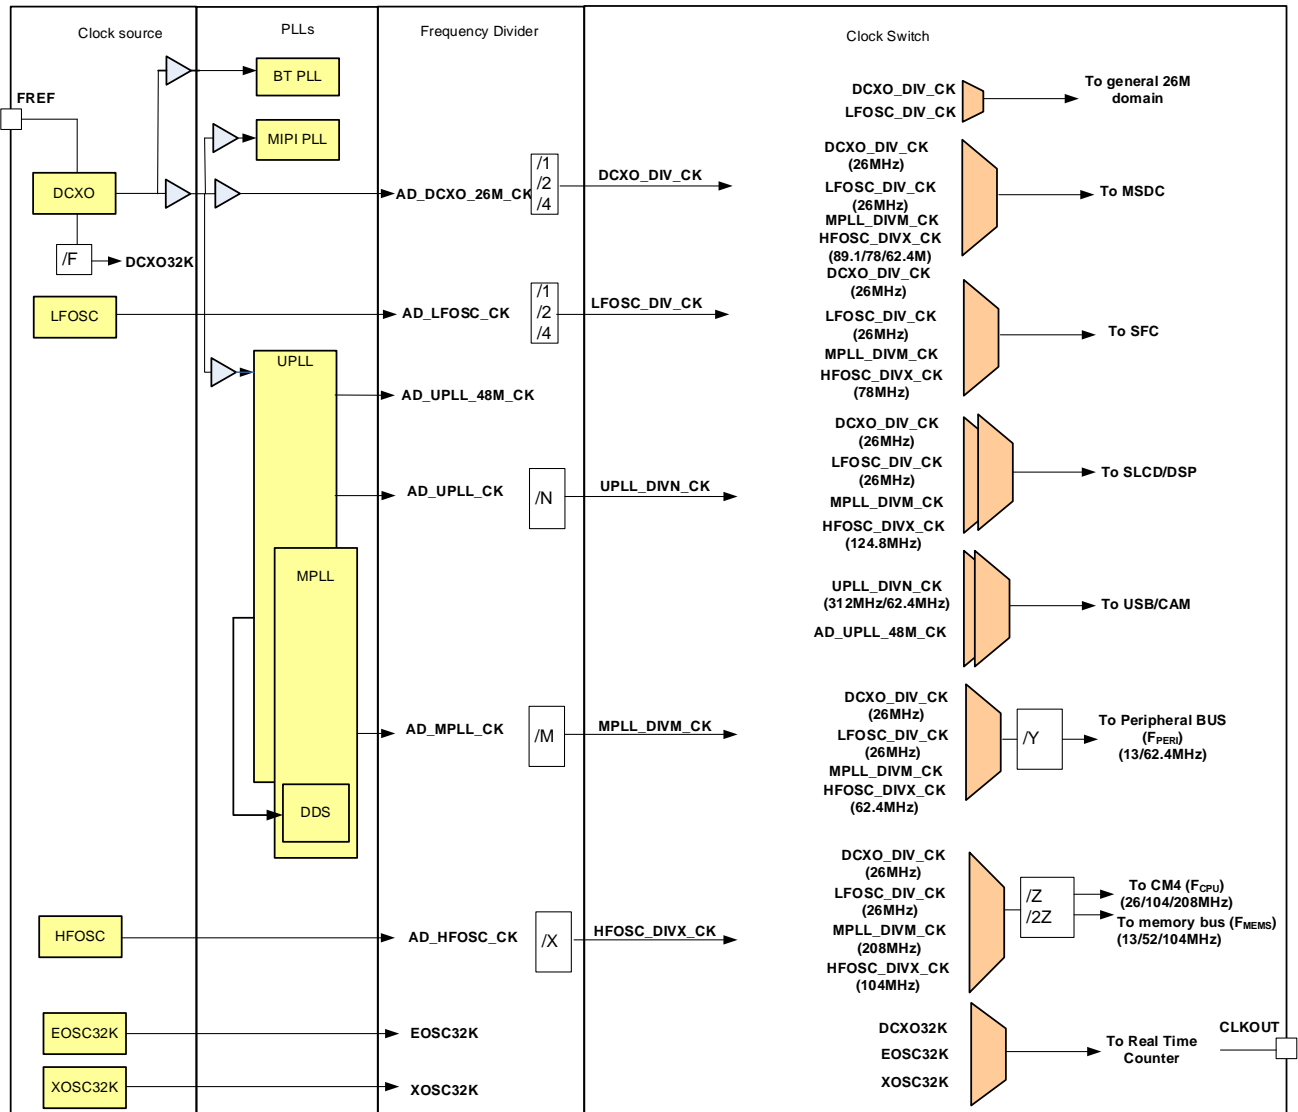 Clock source
PLLs
Frequency Divider
Clock Switch
FREF
BT PLL
MIPI PLL
DCXO
/F
DCXO32K
AD_DCXO_26M_CK
/1
/2
/4
DCXO_DIV_CK
LFOSC
AD_LFOSC_CK
/1
/2
/4
LFOSC_DIV_CK
UPLL
AD_UPLL_48M_CK
AD_UPLL_CK
/N
UPLL_DIVN_CK
MPLL
AD_MPLL_CK
/M
MPLL_DIVM_CK
DDS
HFOSC
AD_HFOSC_CK
/X
HFOSC_DIVX_CK
EOSC32K
EOSC32K
XOSC32K
XOSC32K
DCXO_DIV_CK
LFOSC_DIV_CK
To general 26M
domain
DCXO_DIV_CK
(26MHz)
LFOSC_DIV_CK
(26MHz)
MPLL_DIVM_CK
HFOSC_DIVX_CK
(89.1/78/62.4M)
To MSDC
DCXO_DIV_CK
(26MHz)
LFOSC_DIV_CK
(26MHz)
MPLL_DIVM_CK
HFOSC_DIVX_CK
(78MHz)
To SFC
DCXO_DIV_CK
(26MHz)
LFOSC_DIV_CK
(26MHz)
MPLL_DIVM_CK
HFOSC_DIVX_CK
(124.8MHz)
To SLCD/DSP
UPLL_DIVN_CK
(312MHz/62.4MHz)
AD_UPLL_48M_CK
To USB/CAM
DCXO_DIV_CK
(26MHz)
LFOSC_DIV_CK
(26MHz)
MPLL_DIVM_CK
HFOSC_DIVX_CK
(62.4MHz)
/Y
To Peripheral BUS
(FPERI)
(13/62.4MHz)
DCXO_DIV_CK
(26MHz)
LFOSC_DIV_CK
(26MHz)
MPLL_DIVM_CK
(208MHz)
HFOSC_DIVX_CK
(104MHz)
/Z
/2Z
To CM4 (FCPU)
(26/104/208MHz)
To memory bus (FMEMS)
(13/52/104MHz)
DCXO32K
EOSC32K
XOSC32K
To Real Time
Counter
CLKOUT